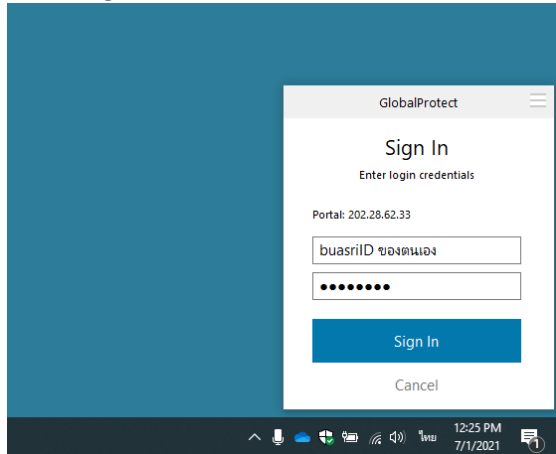 GlobalProtect
Sign In
Enter login credentials
Portal: 202.28.62.33
buasriID ของตนเอง
●●●●●●●●
Sign In
Cancel
ไทย
12:25 PM
7/1/2021
1